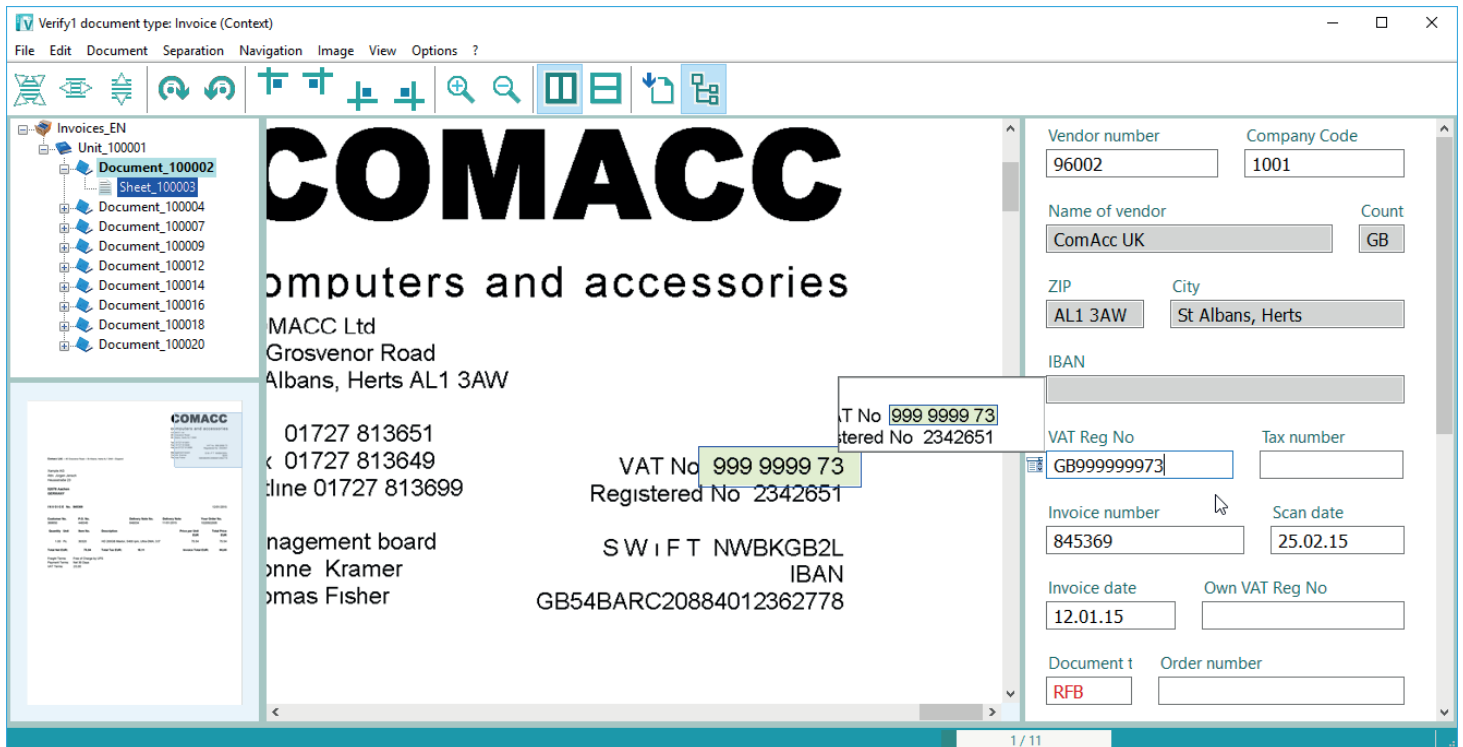 Verify1 document type: Invoice (Context)
File Edit Document Separation Navigation Image View Options ?
Invoices_EN
Unit_100001
Document_100002
Sheet_100003
Document_100004
Document_100007
Document_100009
Document_100012
Document_100014
Document_100016
Document_100018
Document_100020
COMACC
COMACC
omputers and accessories
MACC Ltd
Grosvenor Road
Albans, Herts AL1 3AW
01727 813651
x 01727 813649
tline 01727 813699
VAT No 999 9999 73
Registered No 2342651
T No 999 9999 73
stered No 2342651
nagement board
onne Kramer
omas Fisher
SWIFT NWBKGB2L
IBAN
GB54BARC20884012362778
Vendor number Company Code
96002 1001
Name of vendor Count
ComAcc UK GB
ZIP City
AL1 3AW St Albans, Herts
IBAN
VAT Reg No Tax number
GB999999973
Invoice number Scan date
845369 25.02.15
Invoice date Own VAT Reg No
12.01.15
Document t Order number
RFB
1 / 11